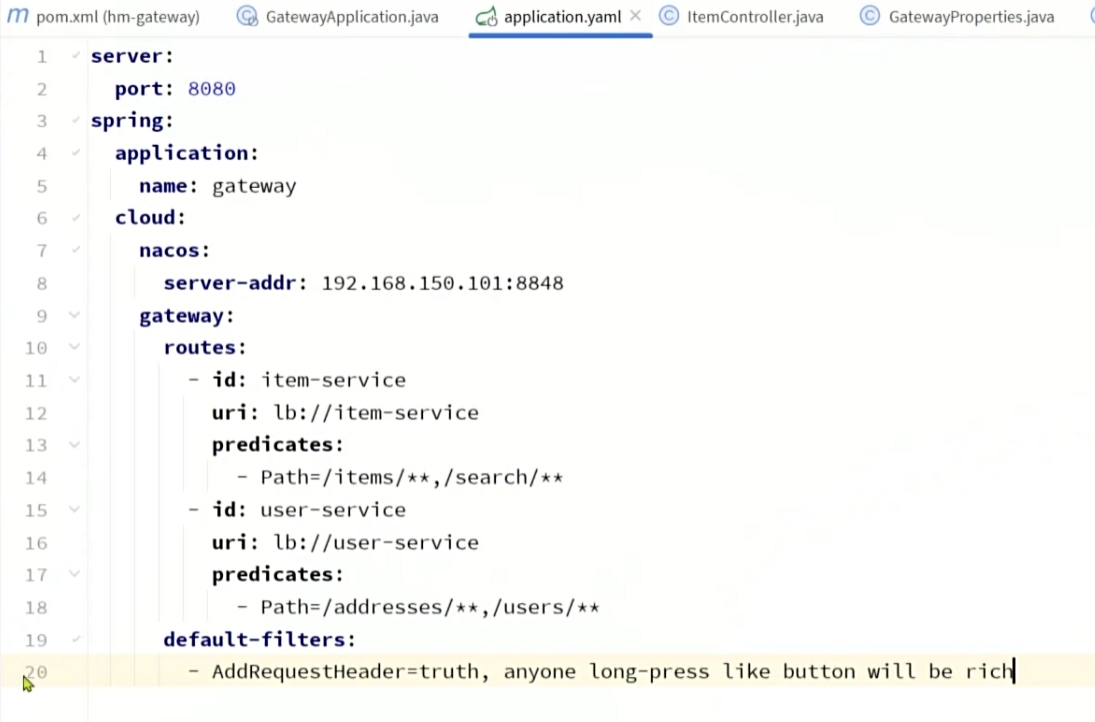 pom.xml (hm-gateway) GatewayApplication.java application.yaml ItemController.java GatewayProperties.java
1 server:
2 port: 8080
3 spring:
4 application:
5 name: gateway
6 cloud:
7 nacos:
8 server-addr: 192.168.150.101:8848
9 gateway:
10 routes:
11 - id: item-service
12 uri: lb://item-service
13 predicates:
14 - Path=/items/**,/search/**
15 - id: user-service
16 uri: lb://user-service
17 predicates:
18 - Path=/addresses/**,/users/**
19 default-filters:
20 - AddRequestHeader=truth, anyone long-press like button will be rich